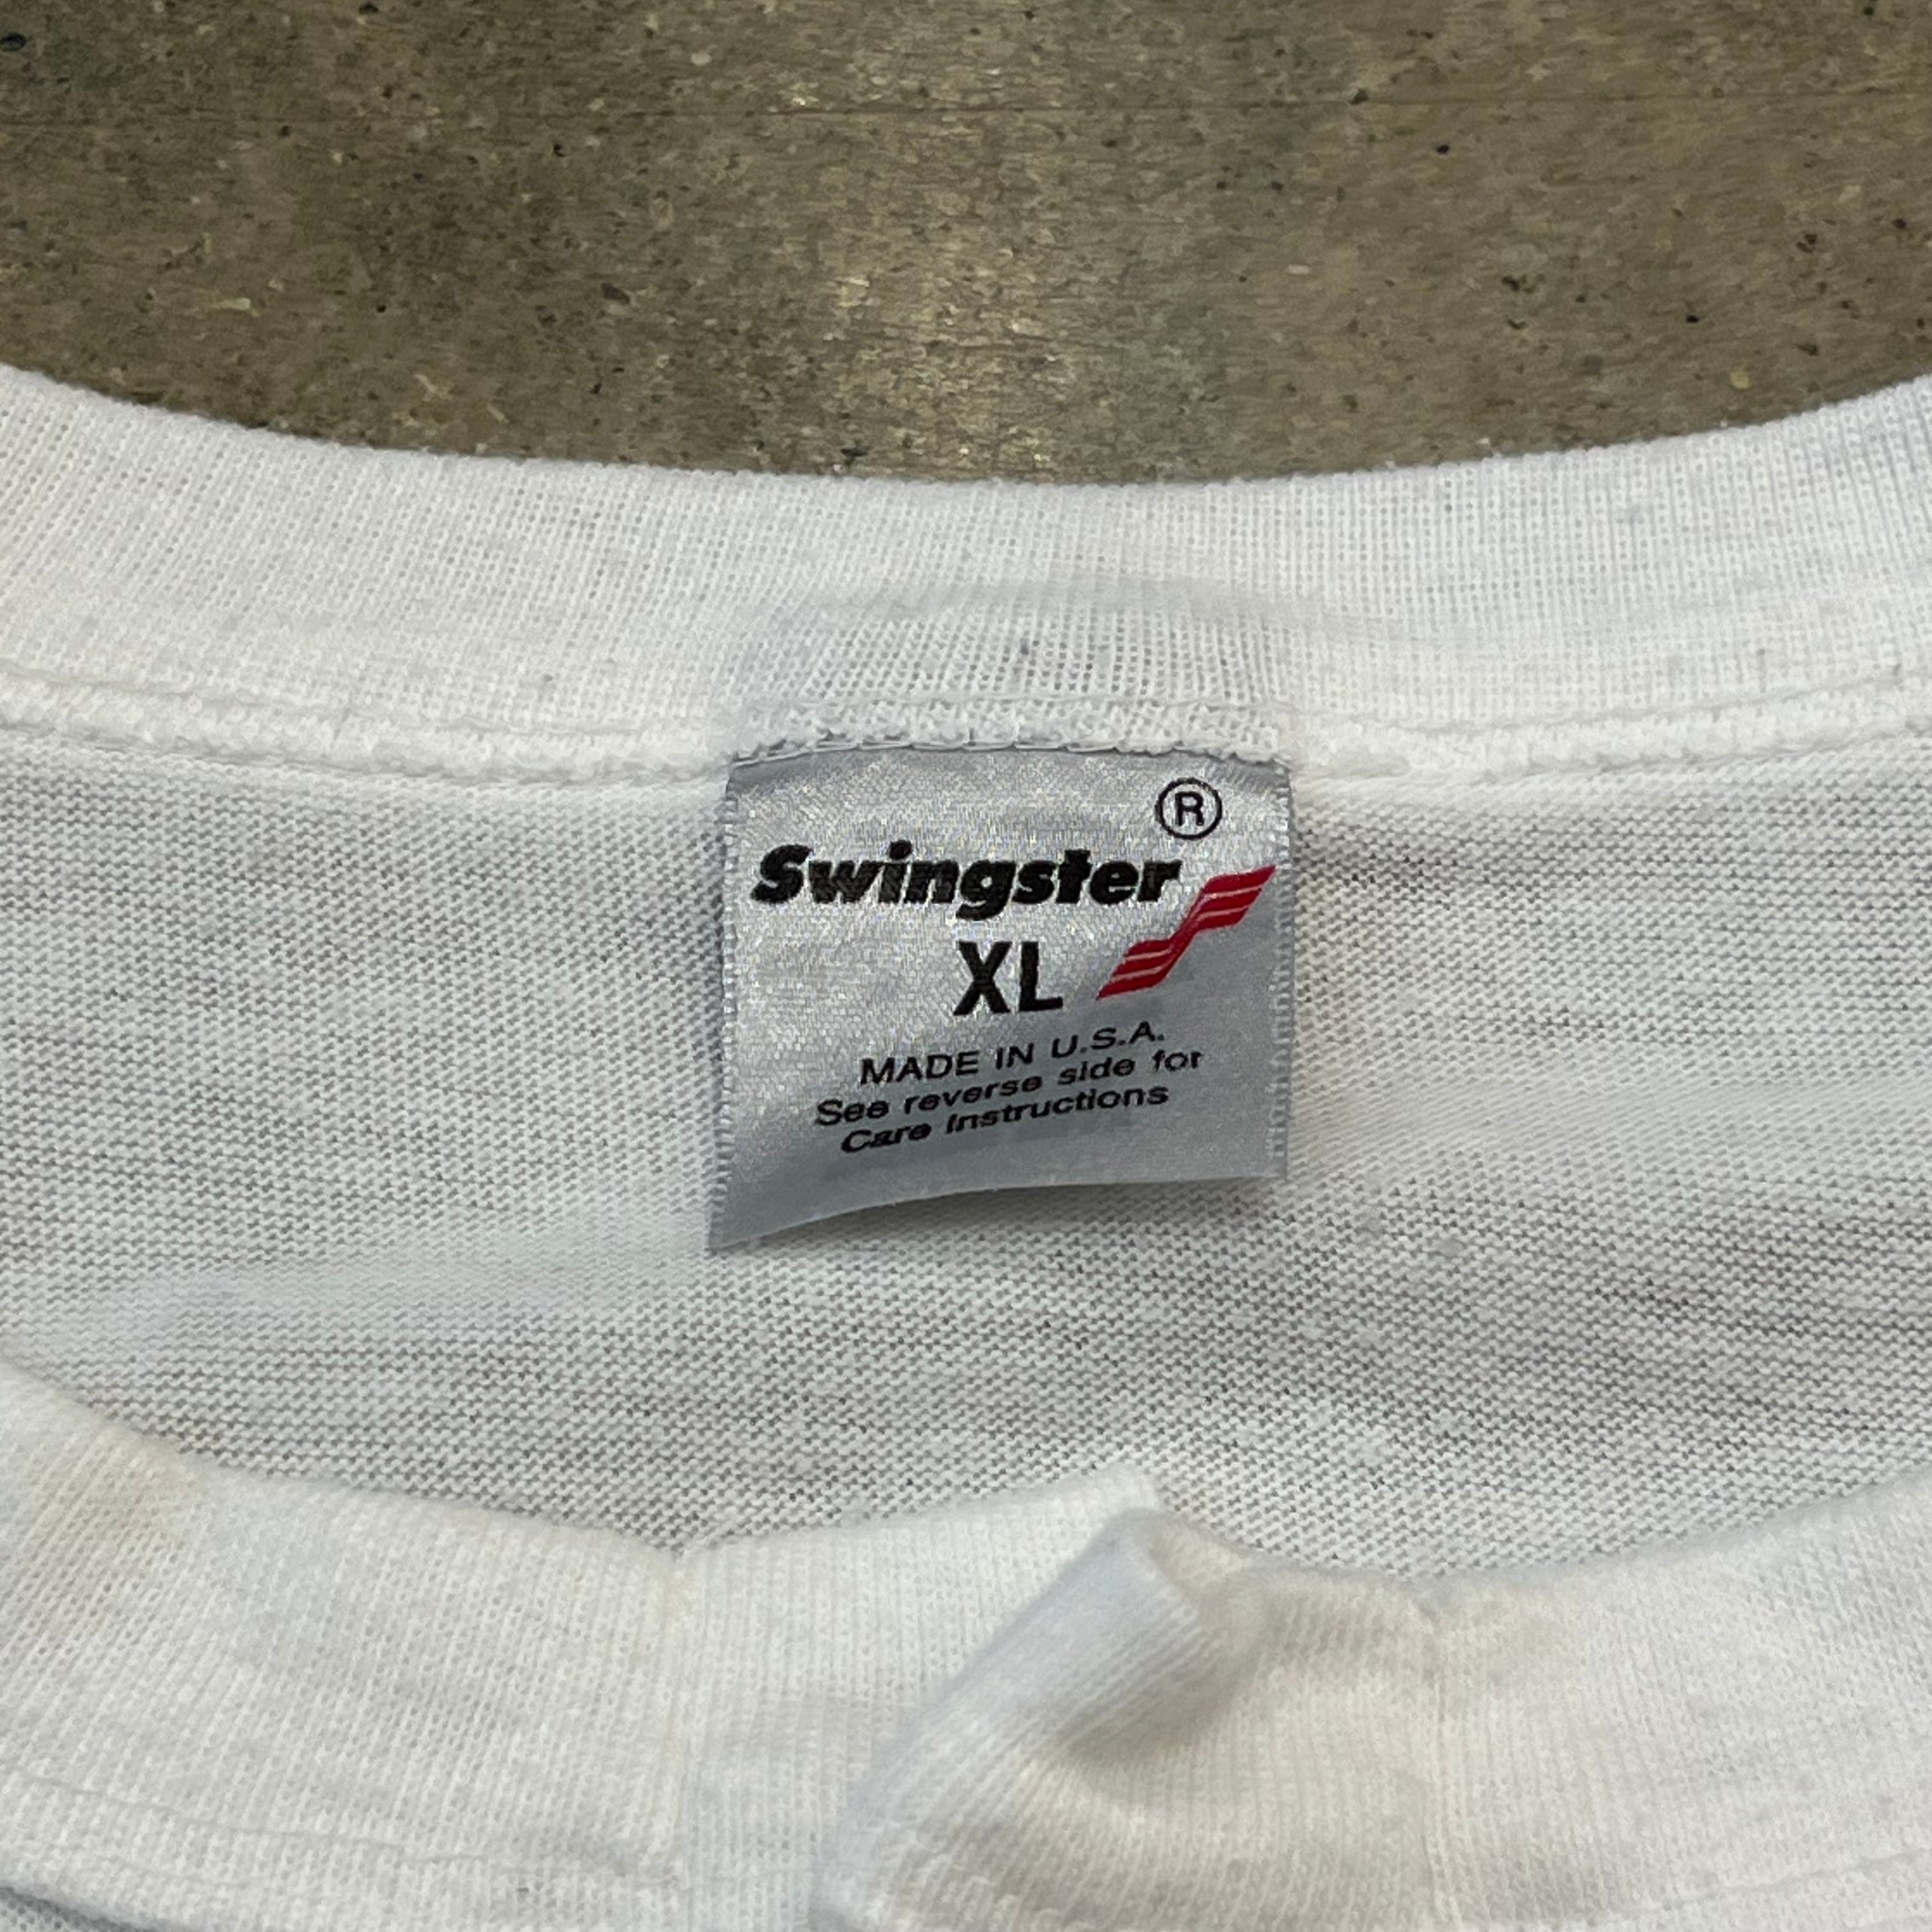 ®
Swingster
XL
MADE IN U.S.A.
See reverse side for
Care Instructions